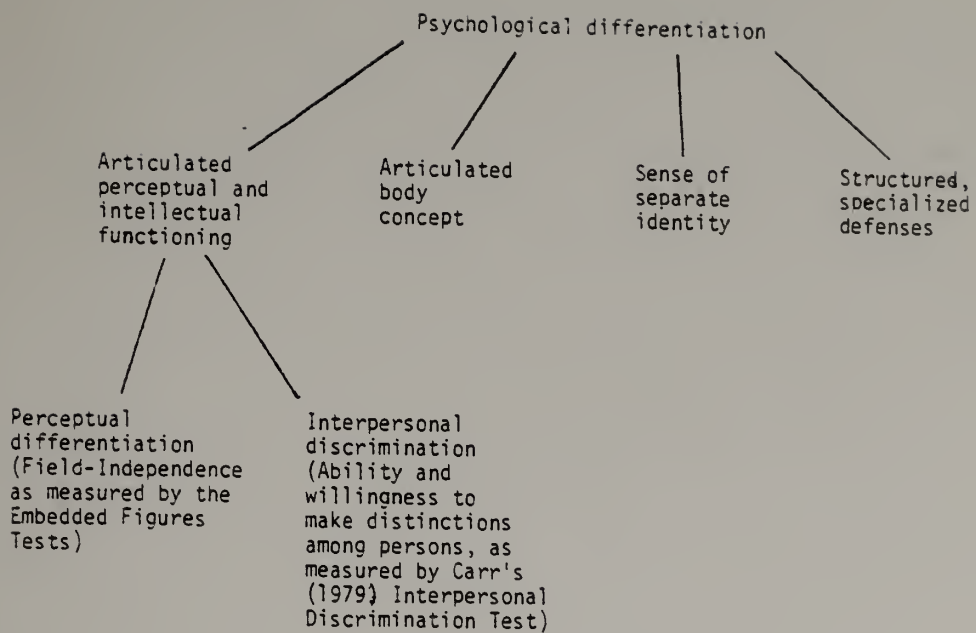 Psychological differentiation
Articulated
perceptual and
intellectual
functioning
Articulated
body
concept
Sense of
separate
identity
Structured,
specialized
defenses
Perceptual
differentiation
(Field-Independence
as measured by the
Embedded Figures
Tests)
Interpersonal
discrimination
(Ability and
willingness to
make distinctions
among persons, as
measured by Carr's
(1979) Interpersonal
Discrimination Test)